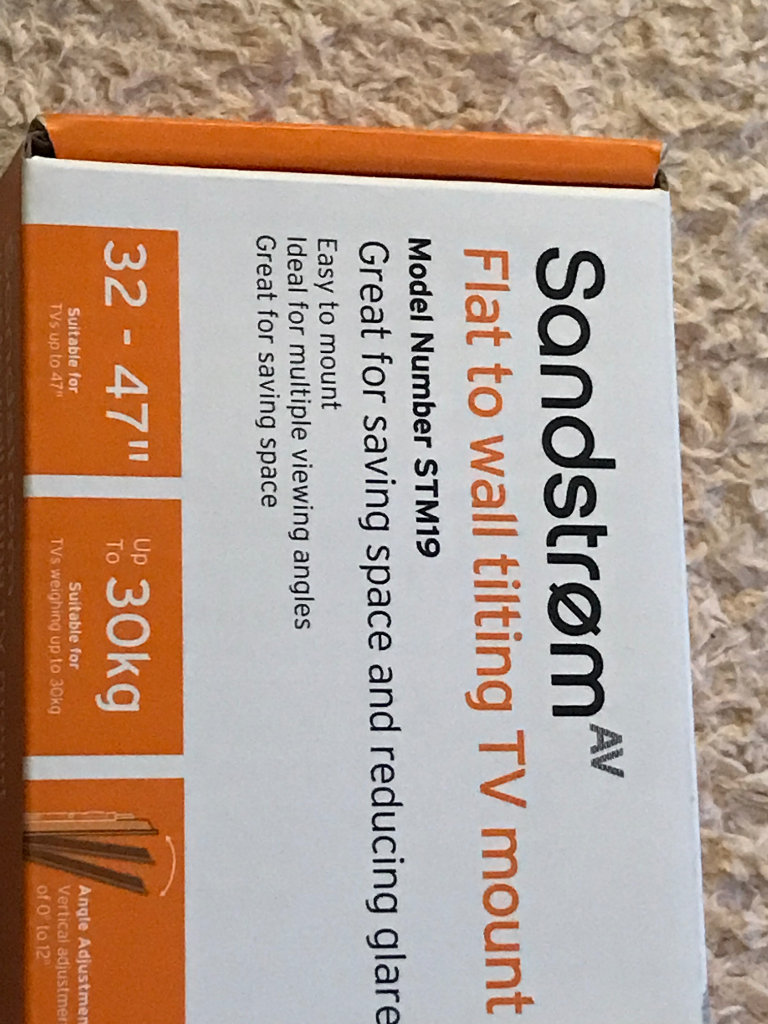 Sandstrøm AV
Flat to wall tilting TV mount
Model Number STM19
Great for saving space and reducing glare
Easy to mount
Ideal for multiple viewing angles
Great for saving space
32 - 47"
Suitable for
TVs up to 47"
Up
To 30kg
Suitable for
TVs weighing up to 30kg
Angle Adjustmen
Vertical adjustmen
of 0° to 12°